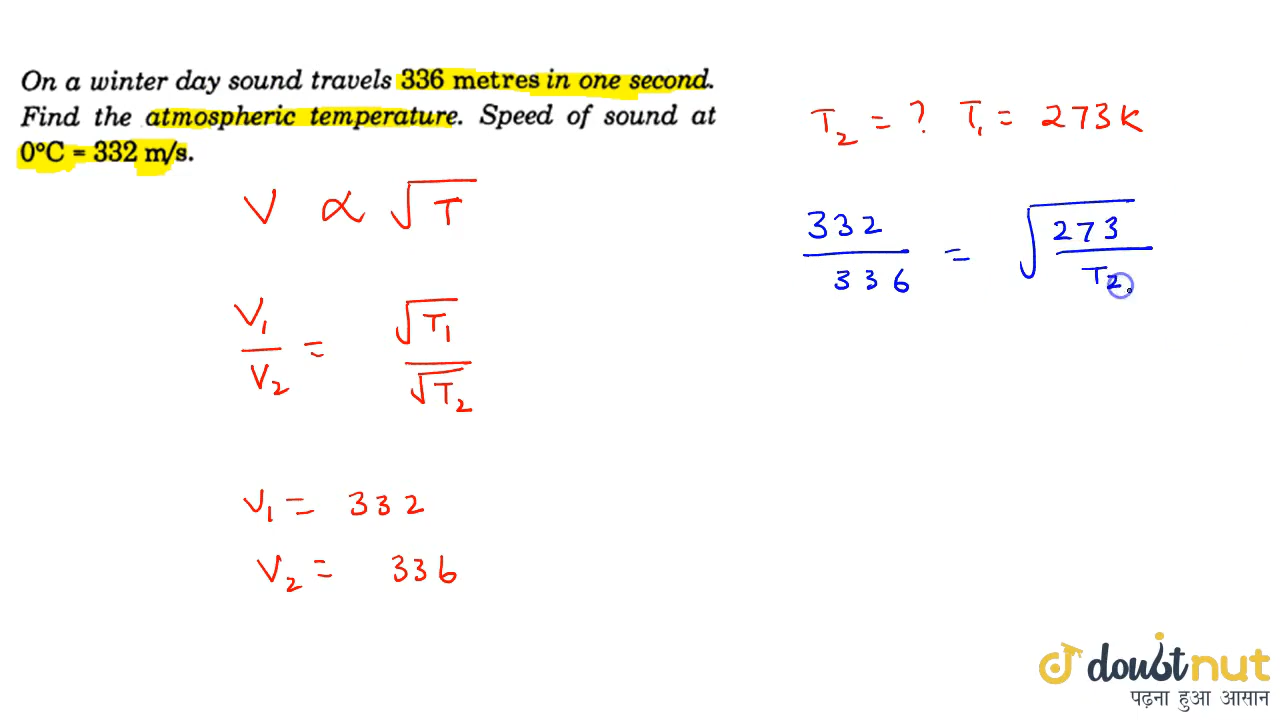 On a winter day sound travels 336 metres in one second.
Find the atmospheric temperature. Speed of sound at
0°C = 332 m/s.
V ∝ √T
V₁/V₂ = √T₁/√T₂
V₁ = 332
V₂ = 336
T₂ = ? T₁ = 273K
332/336 = √(273/T₂)
doubtnut
पढ़ना हुआ आसान